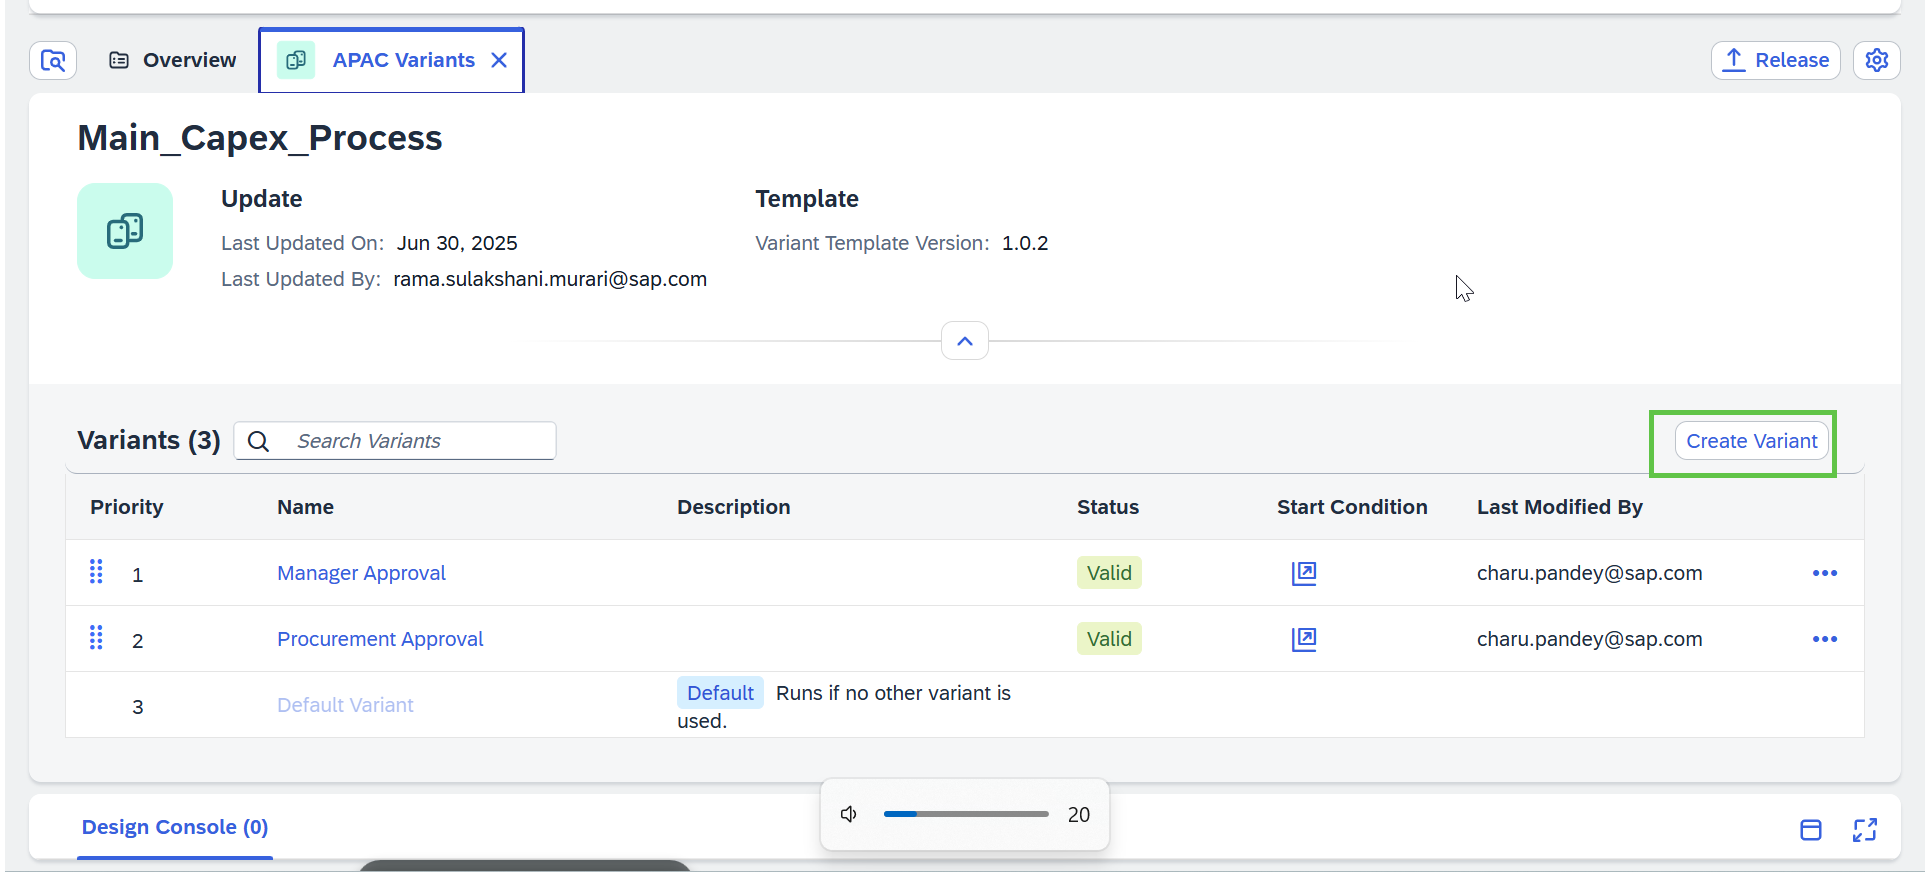 Overview
APAC Variants
Release
Main_Capex_Process
Update
Template
Last Updated On: Jun 30, 2025
Variant Template Version: 1.0.2
Last Updated By: rama.sulakshani.murari@sap.com
Variants (3)
Search Variants
Create Variant
Priority Name Description Status Start Condition Last Modified By
1 Manager Approval Valid charu.pandey@sap.com
2 Procurement Approval Valid charu.pandey@sap.com
3 Default Variant Default Runs if no other variant is
used.
20
Design Console (0)